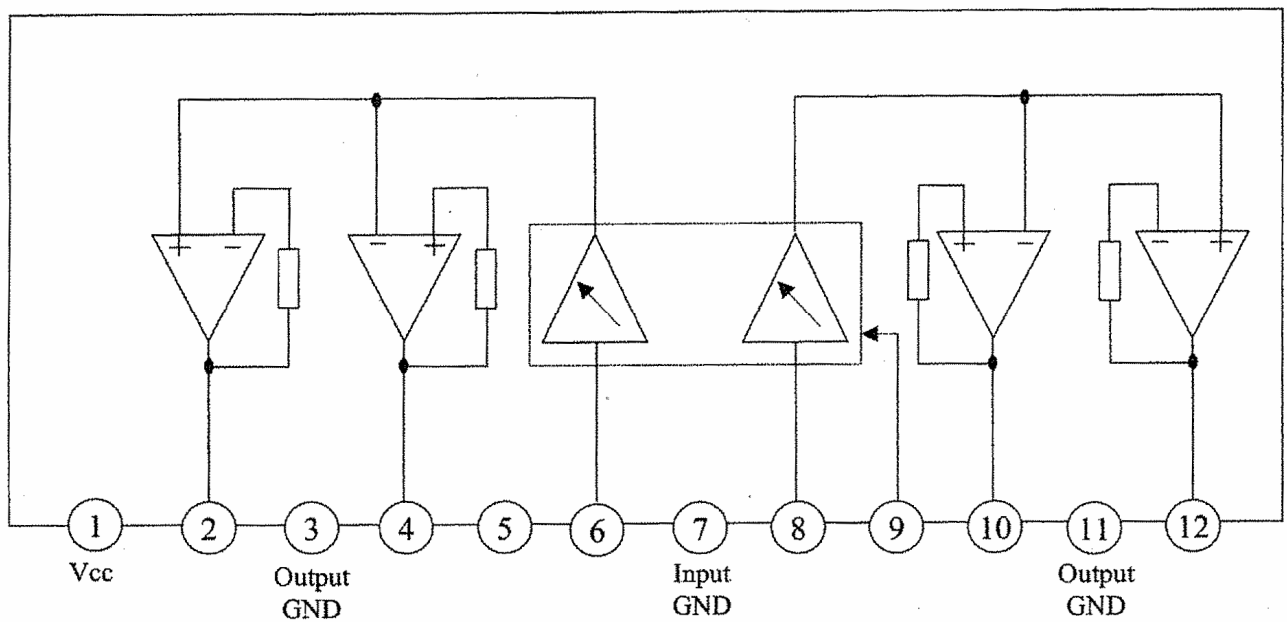 + - - + + - - +
1 2 3 4 5 6 7 8 9 10 11 12
Vcc Output Input Output
GND GND GND